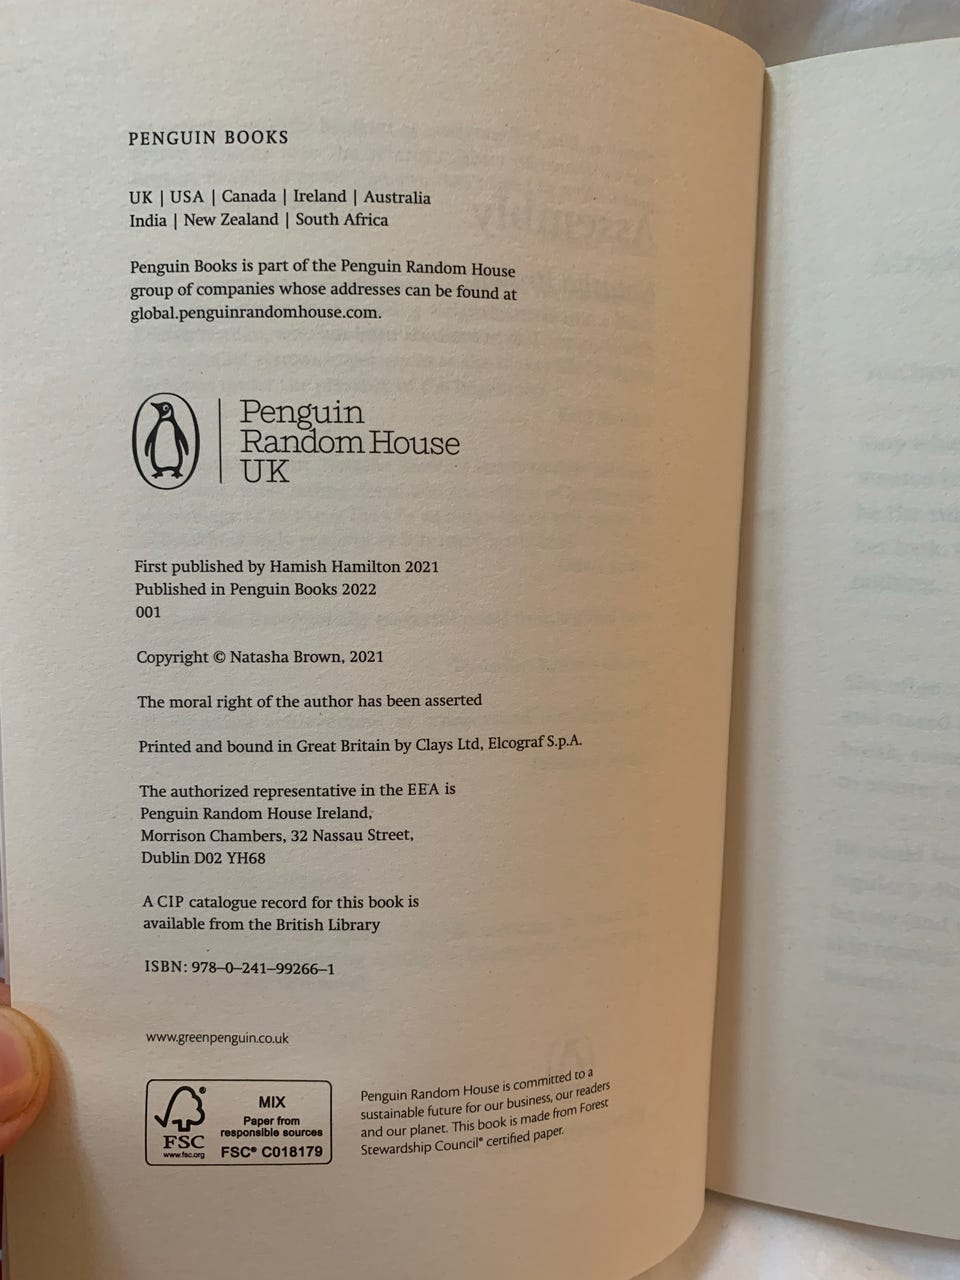 PENGUIN BOOKS
UK | USA | Canada | Ireland | Australia
India | New Zealand | South Africa
Penguin Books is part of the Penguin Random House
group of companies whose addresses can be found at
global.penguinrandomhouse.com.
Penguin
Random House
UK
First published by Hamish Hamilton 2021
Published in Penguin Books 2022
001
Copyright © Natasha Brown, 2021
The moral right of the author has been asserted
Printed and bound in Great Britain by Clays Ltd, Elcograf S.p.A.
The authorized representative in the EEA is
Penguin Random House Ireland,
Morrison Chambers, 32 Nassau Street,
Dublin D02 YH68
A CIP catalogue record for this book is
available from the British Library
ISBN: 978–0–241–99266–1
www.greenpenguin.co.uk
FSC
www.fsc.org
MIX
Paper from
responsible sources
FSC® C018179
Penguin Random House is committed to a
sustainable future for our business, our readers
and our planet. This book is made from Forest
Stewardship Council® certified paper.
Assembly